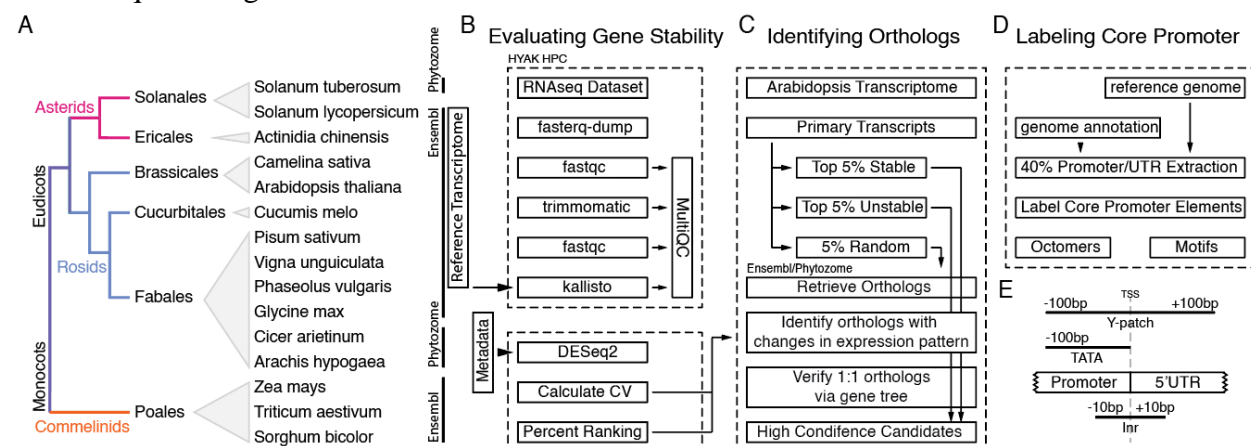 A
Asterids
Eudicots
Rosids
Monocots
Commelinids
Solanales
Ericales
Brassicales
Cucurbitales
Fabales
Poales
Solanum tuberosum
Solanum lycopersicum
Actinidia chinensis
Camelina sativa
Arabidopsis thaliana
Cucumis melo
Pisum sativum
Vigna unguiculata
Phaseolus vulgaris
Glycine max
Cicer arietinum
Arachis hypogaea
Zea mays
Triticum aestivum
Sorghum bicolor
Phytozome
Ensembl
Phytozome
Ensembl
Reference Transcriptome
Metadata
B
Evaluating Gene Stability
HYAK HPC
RNAseq Dataset
fasterq-dump
fastqc
trimmomatic
fastqc
kallisto
MultiQC
DESeq2
Calculate CV
Percent Ranking
C
Identifying Orthologs
Arabidopsis Transcriptome
Primary Transcripts
Top 5% Stable
Top 5% Unstable
5% Random
Ensembl/Phytozome
Retrieve Orthologs
Identify orthologs with
changes in expression pattern
Verify 1:1 orthologs
via gene tree
High Condifence Candidates
D
Labeling Core Promoter
reference genome
genome annotation
40% Promoter/UTR Extraction
Label Core Promoter Elements
Octomers
Motifs
E
TSS
-100bp
+100bp
Y-patch
-100bp
TATA
Promoter
5'UTR
-10bp
+10bp
Inr